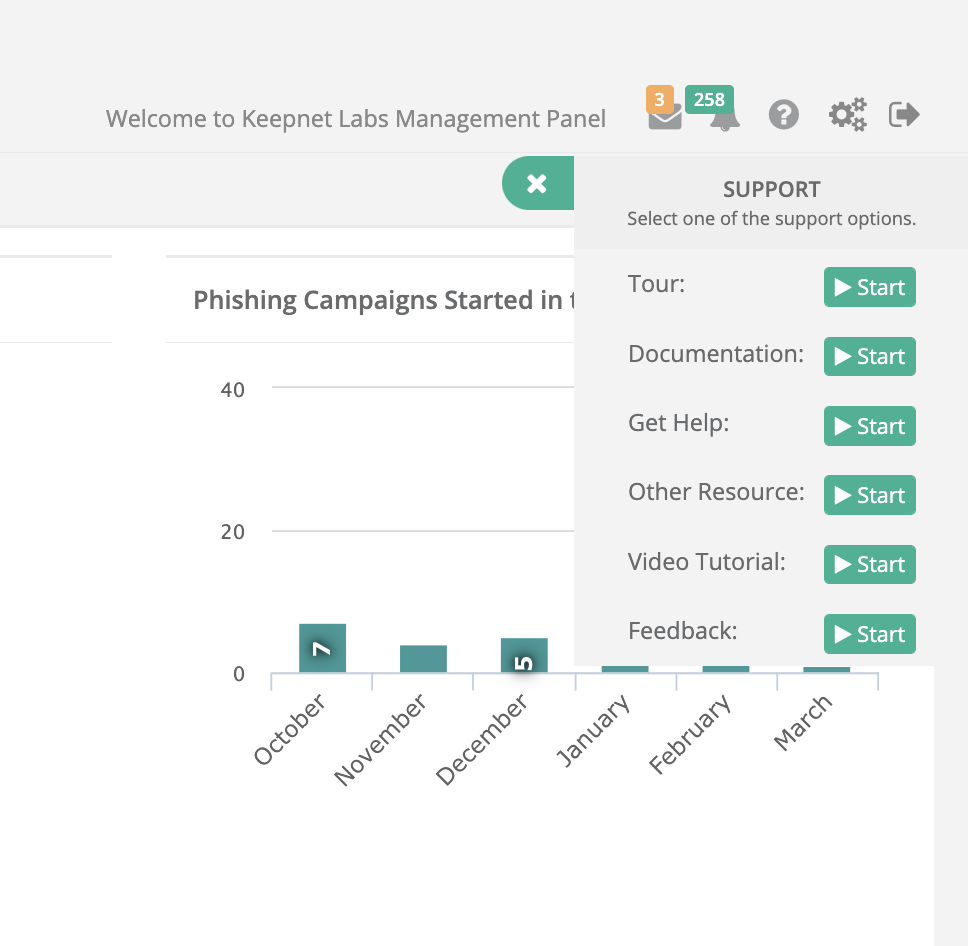 3
258
Welcome to Keepnet Labs Management Panel
SUPPORT
Select one of the support options.
Phishing Campaigns Started in
Tour: Start
Documentation: Start
Get Help: Start
Other Resource: Start
Video Tutorial: Start
Feedback: Start
40
20
0
7
5
October
November
December
January
February
March